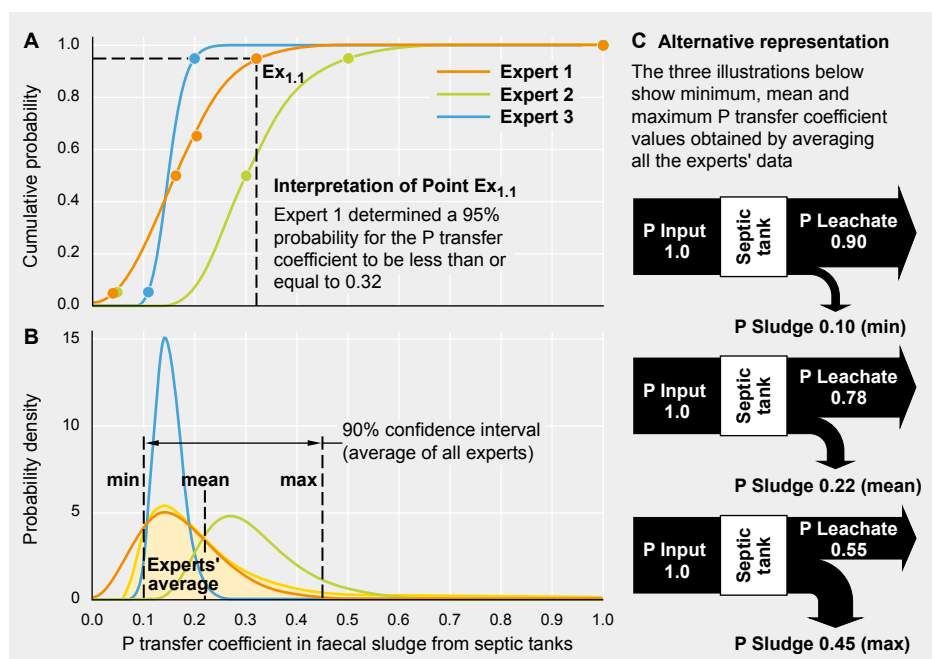 A
Cumulative probability
1.0
0.8
0.6
0.4
0.2
0.0
Ex1.1
Expert 1
Expert 2
Expert 3
Interpretation of Point Ex1.1
Expert 1 determined a 95%
probability for the P transfer
coefficient to be less than or
equal to 0.32
B
Probability density
15
10
5
0
90% confidence interval
(average of all experts)
min
mean
max
Experts'
average
0.0 0.1 0.2 0.3 0.4 0.5 0.6 0.7 0.8 0.9 1.0
P transfer coefficient in faecal sludge from septic tanks
C Alternative representation
The three illustrations below
show minimum, mean and
maximum P transfer coefficient
values obtained by averaging
all the experts' data
P Input
1.0
Septic
tank
P Leachate
0.90
P Sludge 0.10 (min)
P Input
1.0
Septic
tank
P Leachate
0.78
P Sludge 0.22 (mean)
P Input
1.0
Septic
tank
P Leachate
0.55
P Sludge 0.45 (max)